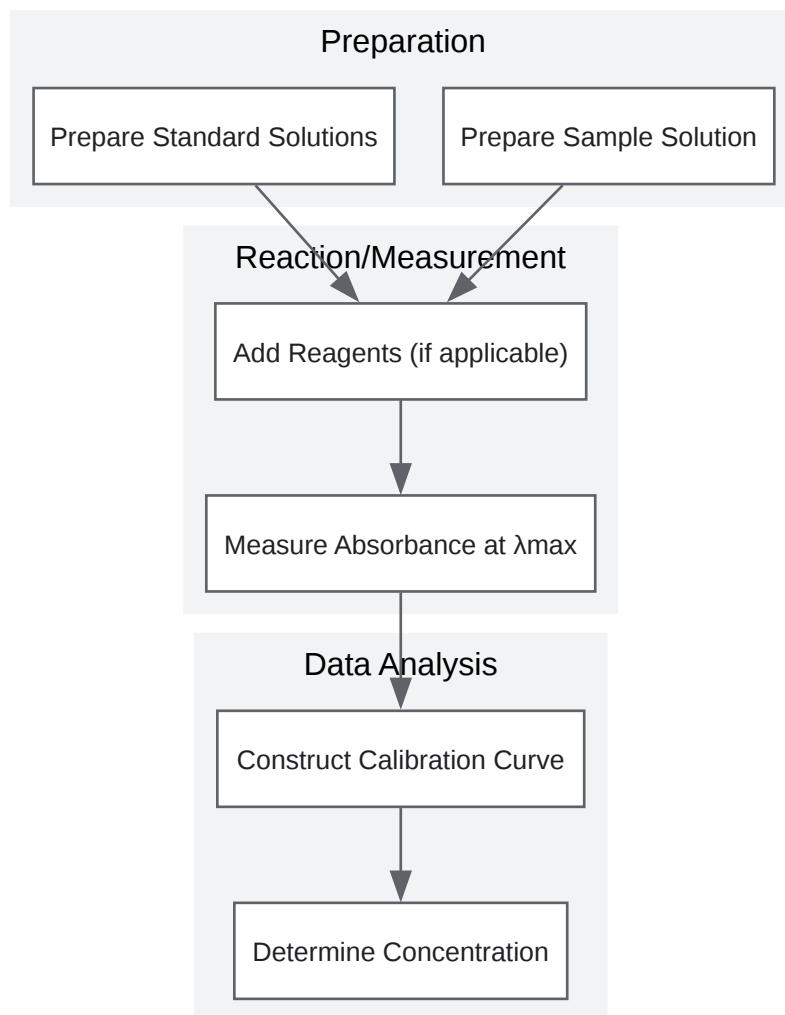 Preparation
Prepare Standard Solutions
Prepare Sample Solution
Reaction/Measurement
Add Reagents (if applicable)
Measure Absorbance at λmax
Data Analysis
Construct Calibration Curve
Determine Concentration